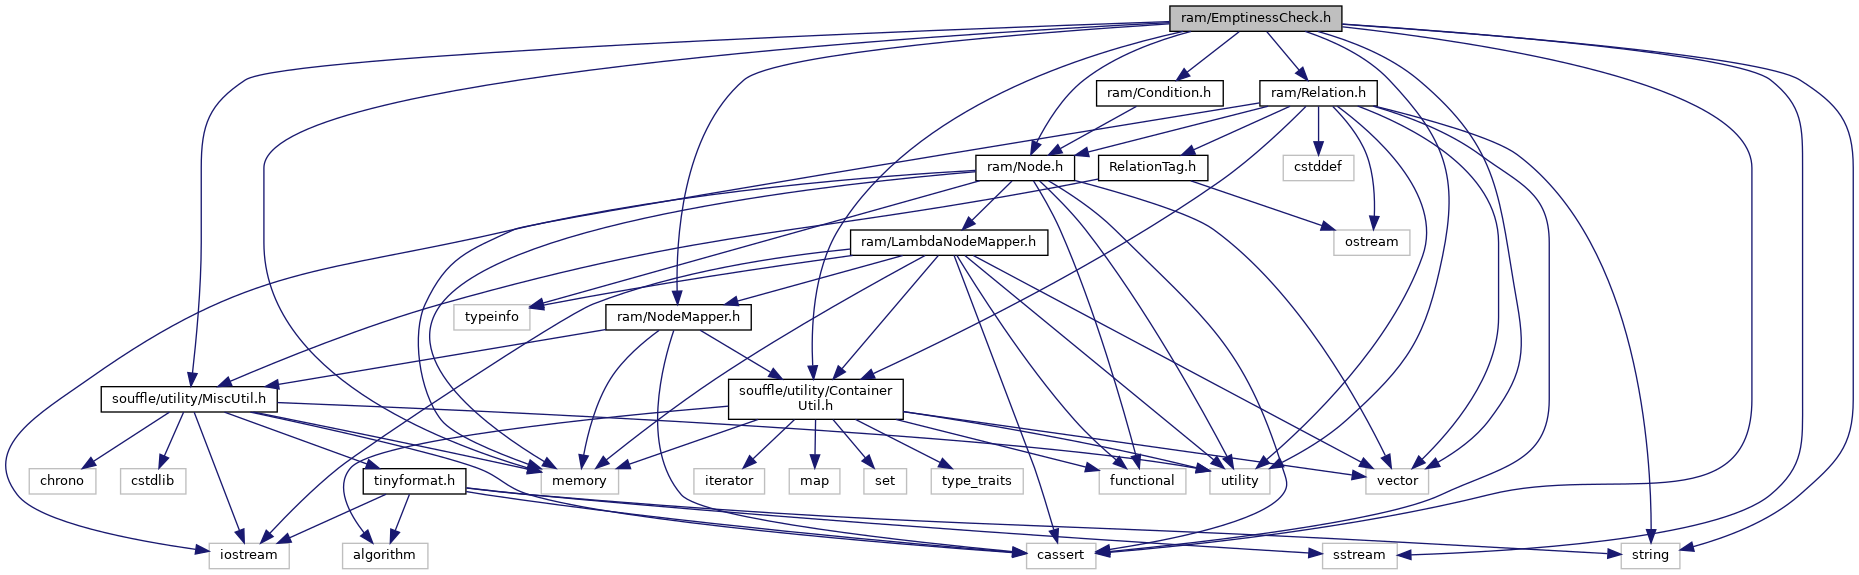 ram/EmptinessCheck.h
ram/Condition.h
ram/Relation.h
ram/Node.h
RelationTag.h
cstddef
ram/LambdaNodeMapper.h
ostream
typeinfo
ram/NodeMapper.h
souffle/utility/MiscUtil.h
souffle/utility/Container
Util.h
chrono
cstdlib
tinyformat.h
memory
iterator
map
set
type_traits
functional
utility
vector
iostream
algorithm
cassert
sstream
string